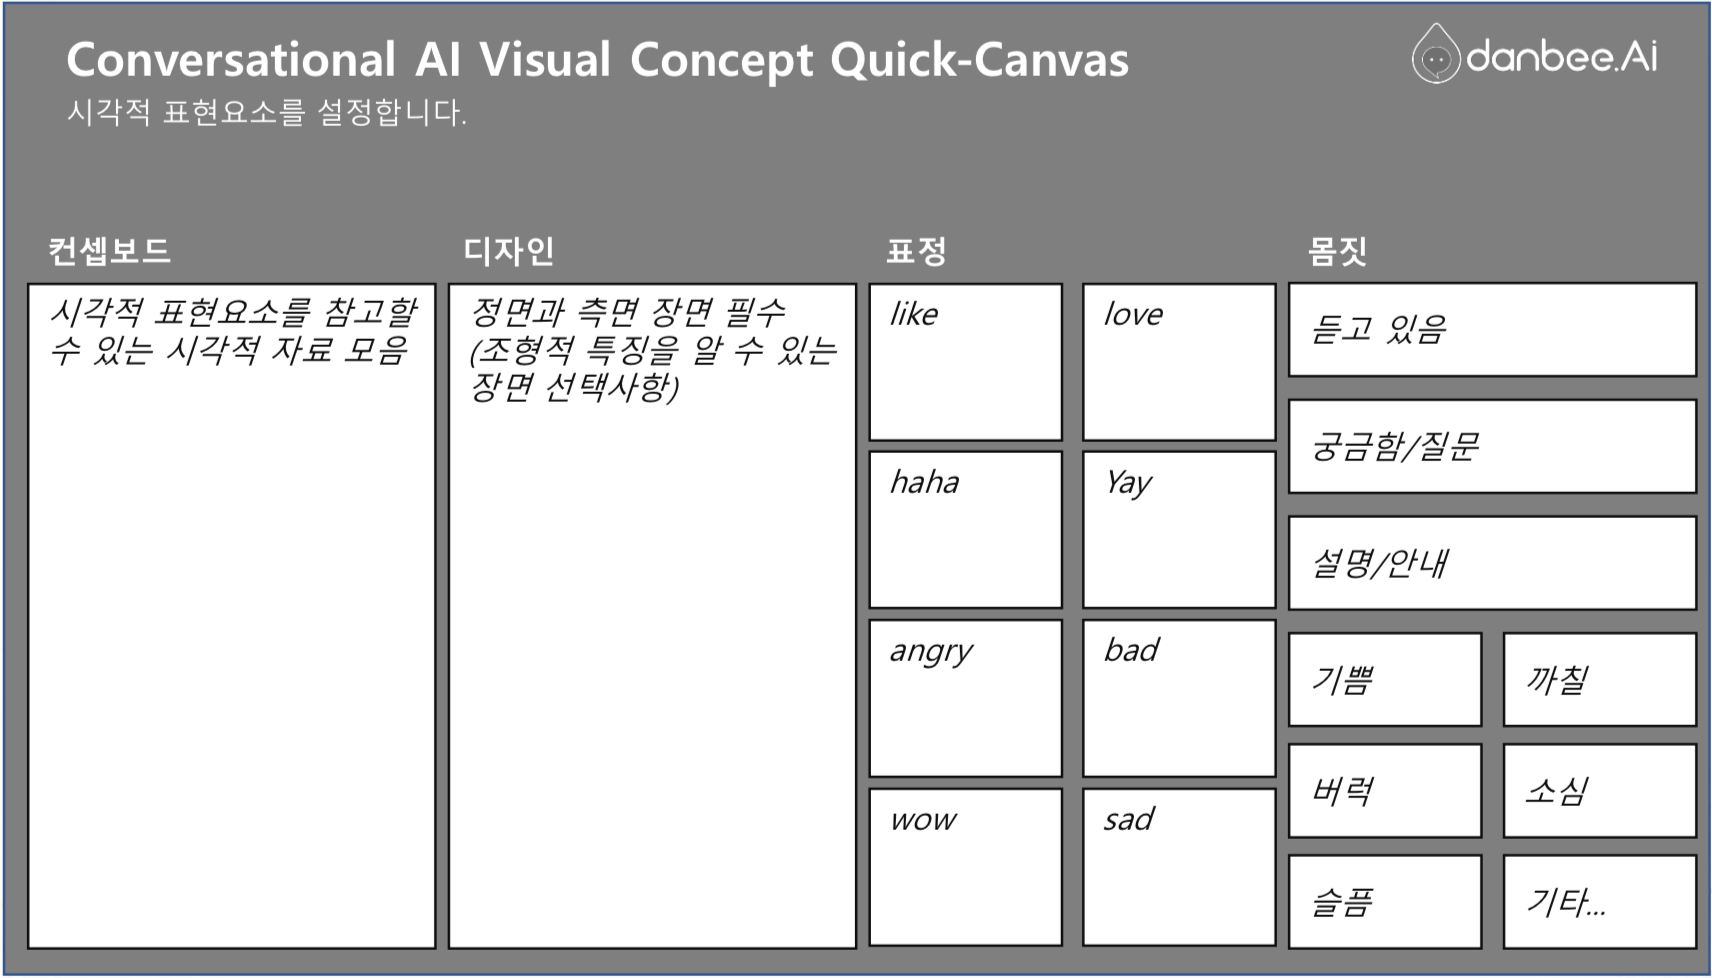 Conversational AI Visual Concept Quick-Canvas
danbee.Ai
시각적 표현요소를 설정합니다.
컨셉보드
시각적 표현요소를 참고할
수 있는 시각적 자료 모음
디자인
정면과 측면 장면 필수
(조형적 특징을 알 수 있는
장면 선택사항)
표정
like
love
haha
Yay
angry
bad
wow
sad
몸짓
듣고 있음
궁금함/질문
설명/안내
기쁨
까칠
버럭
소심
슬픔
기타...